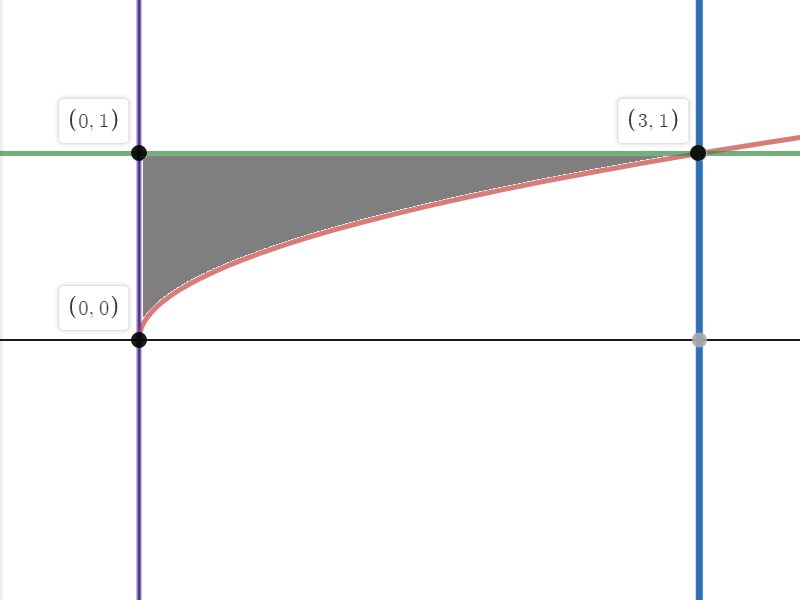 (0, 1)
(3, 1)
(0, 0)